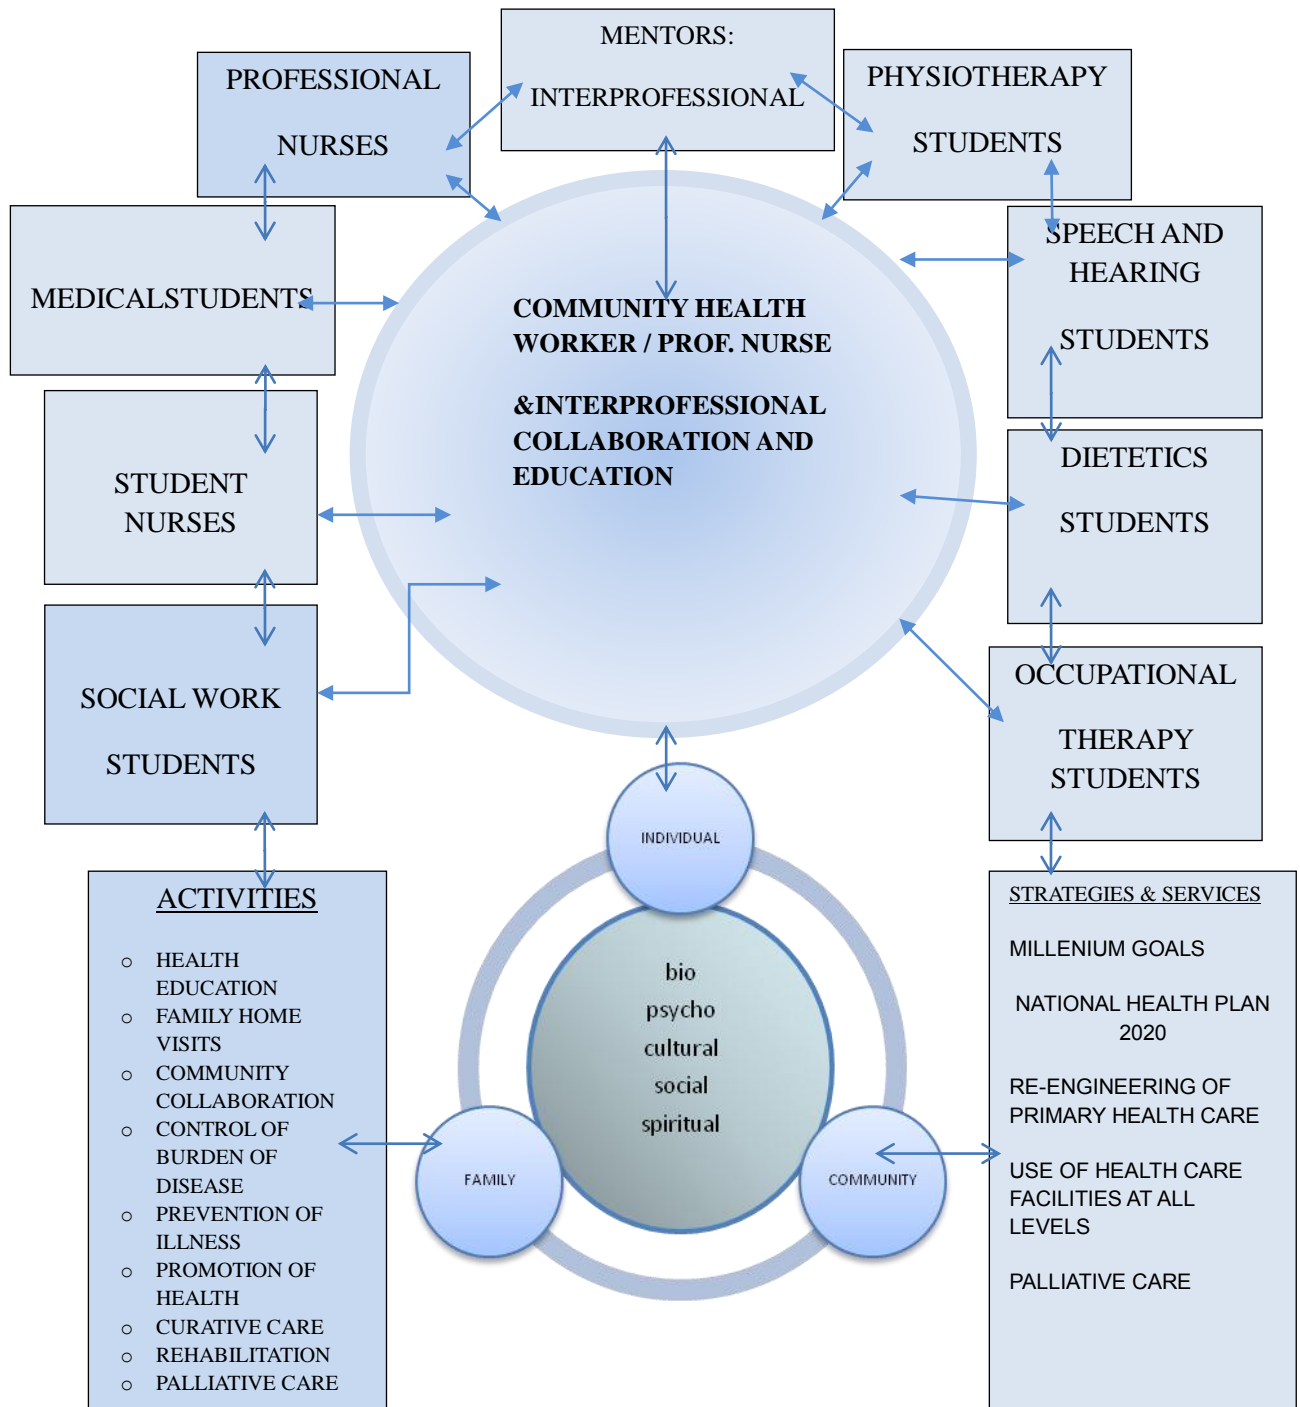 MENTORS:
INTERPROFESSIONAL
PROFESSIONAL
NURSES
PHYSIOTHERAPY
STUDENTS
MEDICALSTUDENTS
SPEECH AND
HEARING
STUDENTS
COMMUNITY HEALTH
WORKER / PROF. NURSE
&INTERPROFESSIONAL
COLLABORATION AND
EDUCATION
STUDENT
NURSES
DIETETICS
STUDENTS
SOCIAL WORK
STUDENTS
OCCUPATIONAL
THERAPY
STUDENTS
INDIVIDUAL
bio
psycho
cultural
social
spiritual
FAMILY
COMMUNITY
ACTIVITIES
o HEALTH
EDUCATION
o FAMILY HOME
VISITS
o COMMUNITY
COLLABORATION
o CONTROL OF
BURDEN OF
DISEASE
o PREVENTION OF
ILLNESS
o PROMOTION OF
HEALTH
o CURATIVE CARE
o REHABILITATION
o PALLIATIVE CARE
STRATEGIES & SERVICES
MILLENIUM GOALS
NATIONAL HEALTH PLAN
2020
RE-ENGINEERING OF
PRIMARY HEALTH CARE
USE OF HEALTH CARE
FACILITIES AT ALL
LEVELS
PALLIATIVE CARE